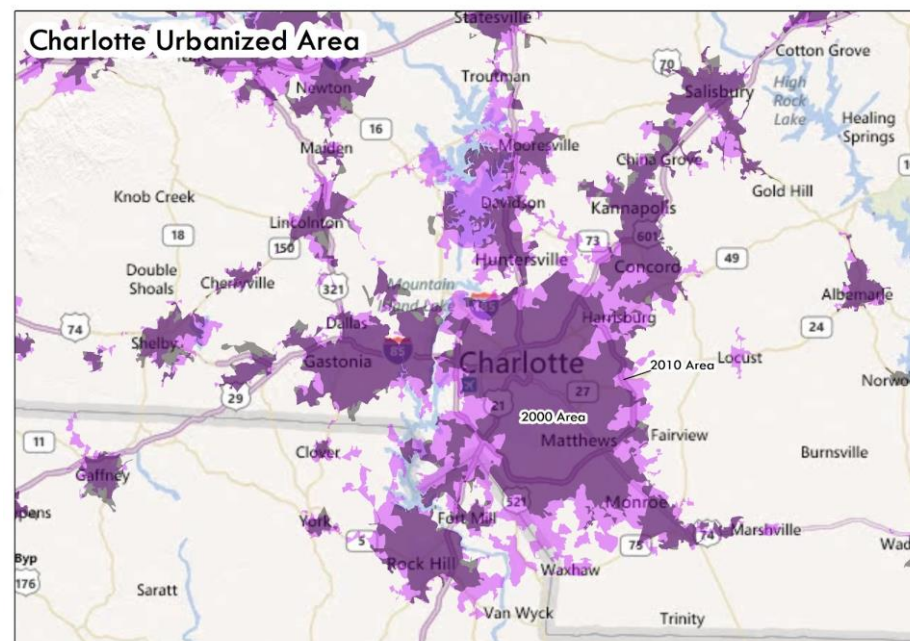 Charlotte Urbanized Area
Statesville
Cotton Grove
Troutman
70
Newton
Salisbury
High
Rock
Lake
Healing
Springs
16
Maiden
Mooresville
China Grove
Knob Creek
Davidson
Gold Hill
Lincolnton
Kannapolis
18
150
601
73
Huntersville
49
Double
Shoals
Cherryville
321
Mountain
Island Lake
Concord
Albemarle
74
Dallas
Harrisburg
24
Shelby
85
Gastonia
Charlotte
Locust
2010 Area
29
21
27
Norwo
2000 Area
11
Matthews
Fairview
Clover
Burnsville
Gaffney
521
Monroe
pens
York
Fort Mill
74
Marshville
5
75
Wad
Byp
176
Rock Hill
Waxhaw
Saratt
Van Wyck
Trinity